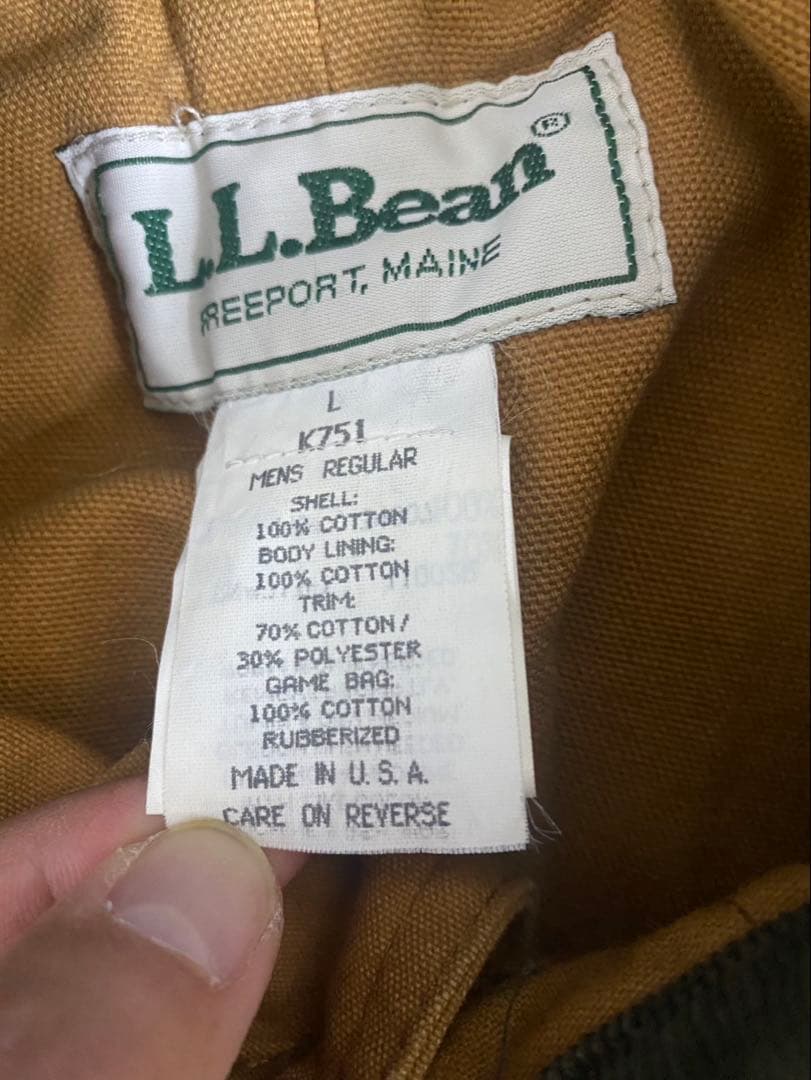 L.L.Bean®
FREEPORT, MAINE
L
K751
MENS REGULAR
SHELL:
100% COTTON
BODY LINING:
100% COTTON
TRIM:
70% COTTON/
30% POLYESTER
GAME BAG:
100% COTTON
RUBBERIZED
MADE IN U.S.A.
CARE ON REVERSE